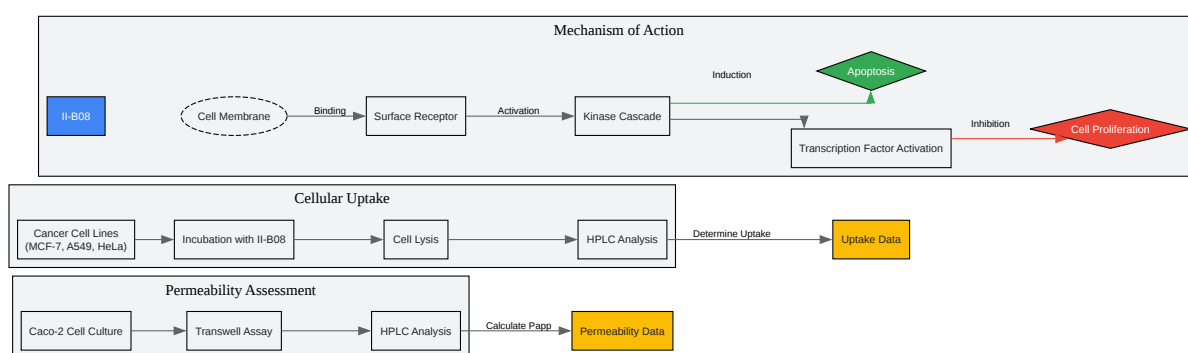 Mechanism of Action
Apoptosis
Induction
II-B08
Cell Membrane
Binding
Surface Receptor
Activation
Kinase Cascade
Transcription Factor Activation
Inhibition
Cell Proliferation
Cellular Uptake
Cancer Cell Lines
(MCF-7, A549, HeLa)
Incubation with II-B08
Cell Lysis
HPLC Analysis
Determine Uptake
Uptake Data
Permeability Assessment
Caco-2 Cell Culture
Transwell Assay
HPLC Analysis
Calculate Papp
Permeability Data